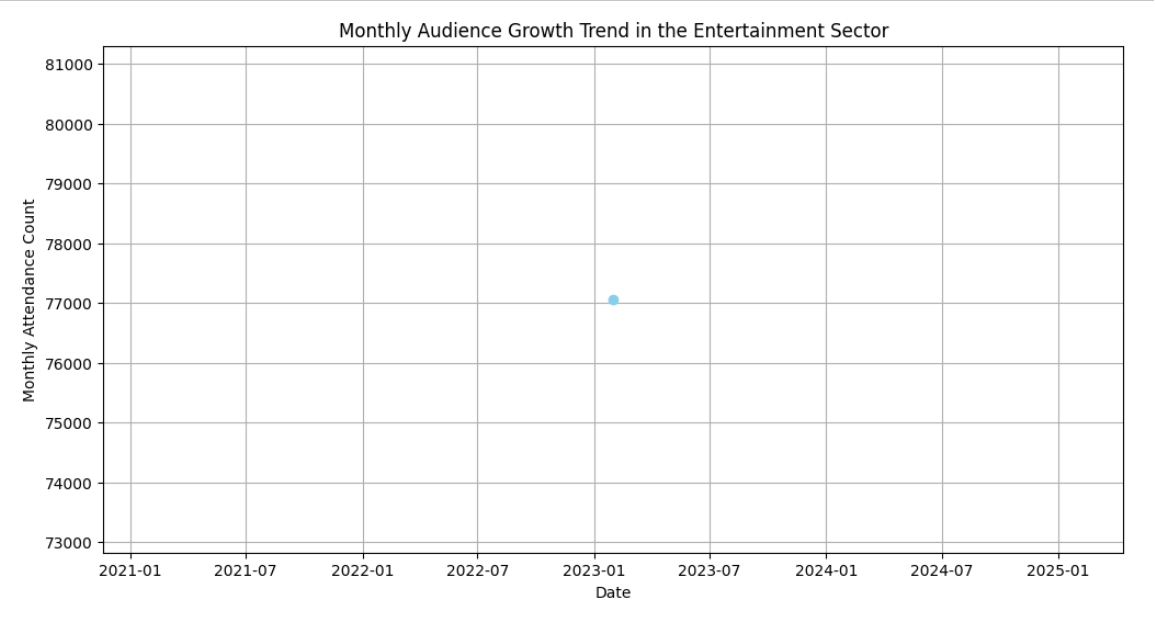 Monthly Audience Growth Trend in the Entertainment Sector
81000
80000
79000
78000
77000
76000
75000
74000
73000
Monthly Attendance Count
2021-01 2021-07 2022-01 2022-07 2023-01 2023-07 2024-01 2024-07 2025-01
Date